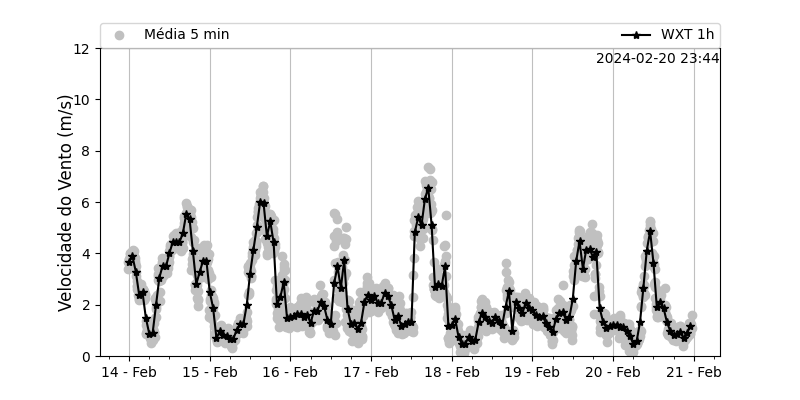 Média 5 min
WXT 1h
2024-02-20 23:44
Velocidade do Vento (m/s)
12
10
8
6
4
2
0
14 - Feb
15 - Feb
16 - Feb
17 - Feb
18 - Feb
19 - Feb
20 - Feb
21 - Feb